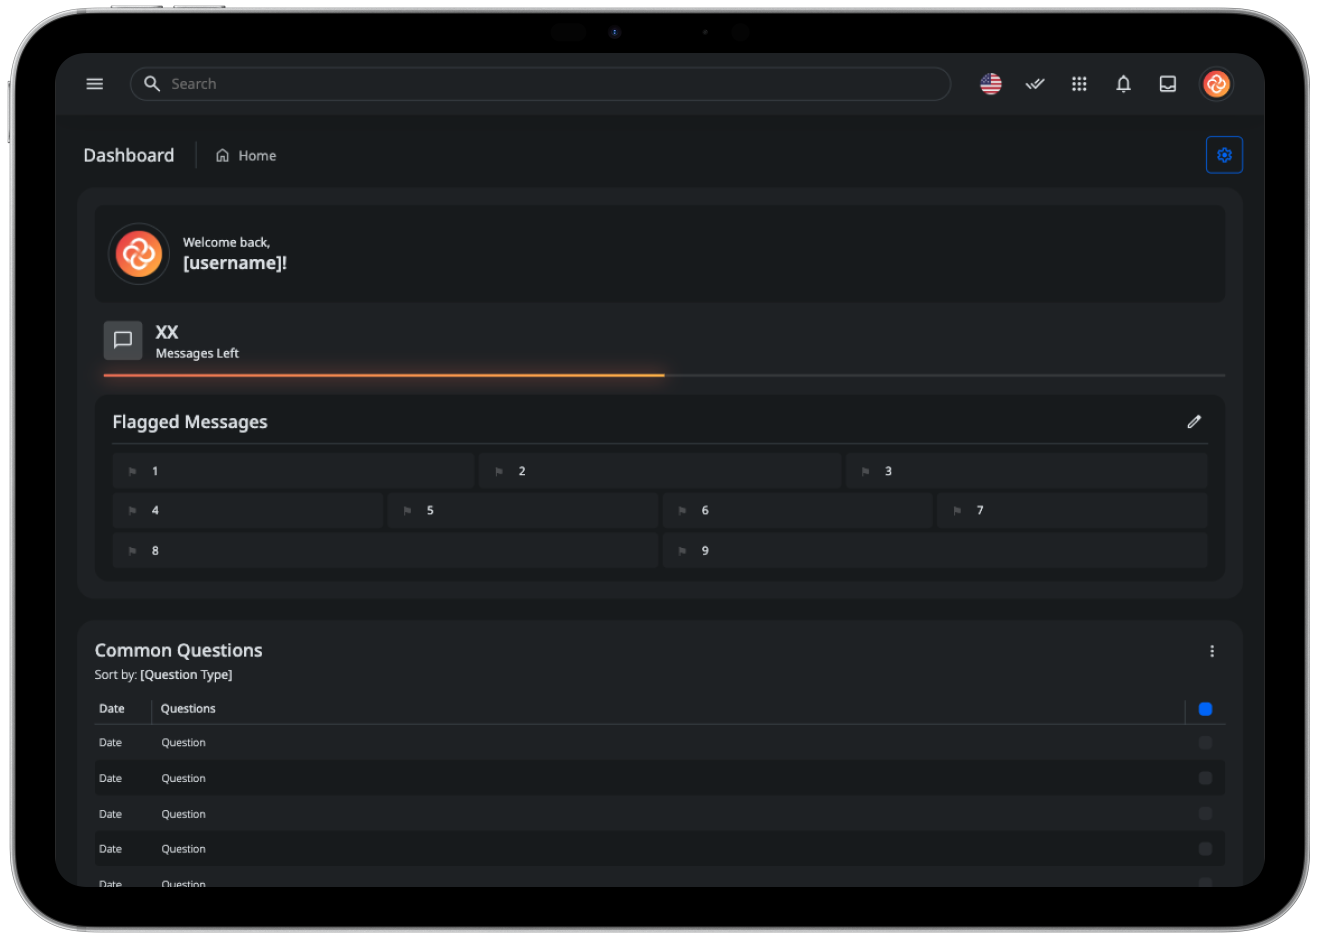 Search
Dashboard
Home
Welcome back,
[username]!
XX
Messages Left
Flagged Messages
1
2
3
4
5
6
7
8
9
Common Questions
Sort by: [Question Type]
Date
Questions
Date
Question
Date
Question
Date
Question
Date
Question
Date
Question